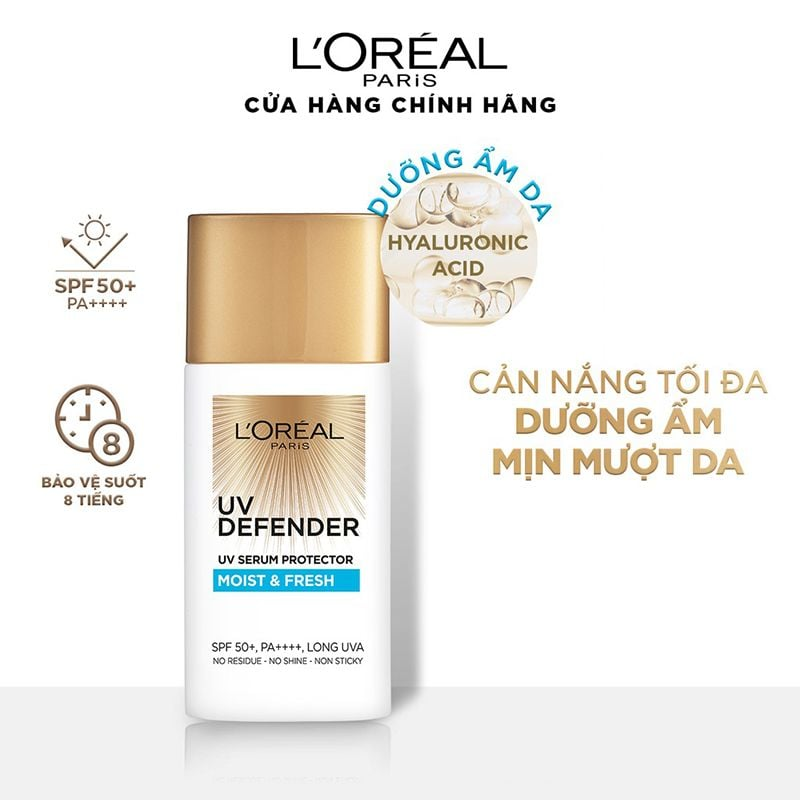 L'ORÉAL
PARIS
CỬA HÀNG CHÍNH HÃNG
DƯỠNG ẨM DA
HYALURONIC
ACID
SPF 50+
PA++++
8
BẢO VỆ SUỐT
8 TIẾNG
L'ORÉAL
PARIS
UV
DEFENDER
UV SERUM PROTECTOR
MOIST & FRESH
SPF 50+, PA++++, LONG UVA
NO RESIDUE - NO SHINE - NON STICKY
CẢN NẮNG TỐI ĐA
DƯỠNG ẨM
MỊN MƯỢT DA